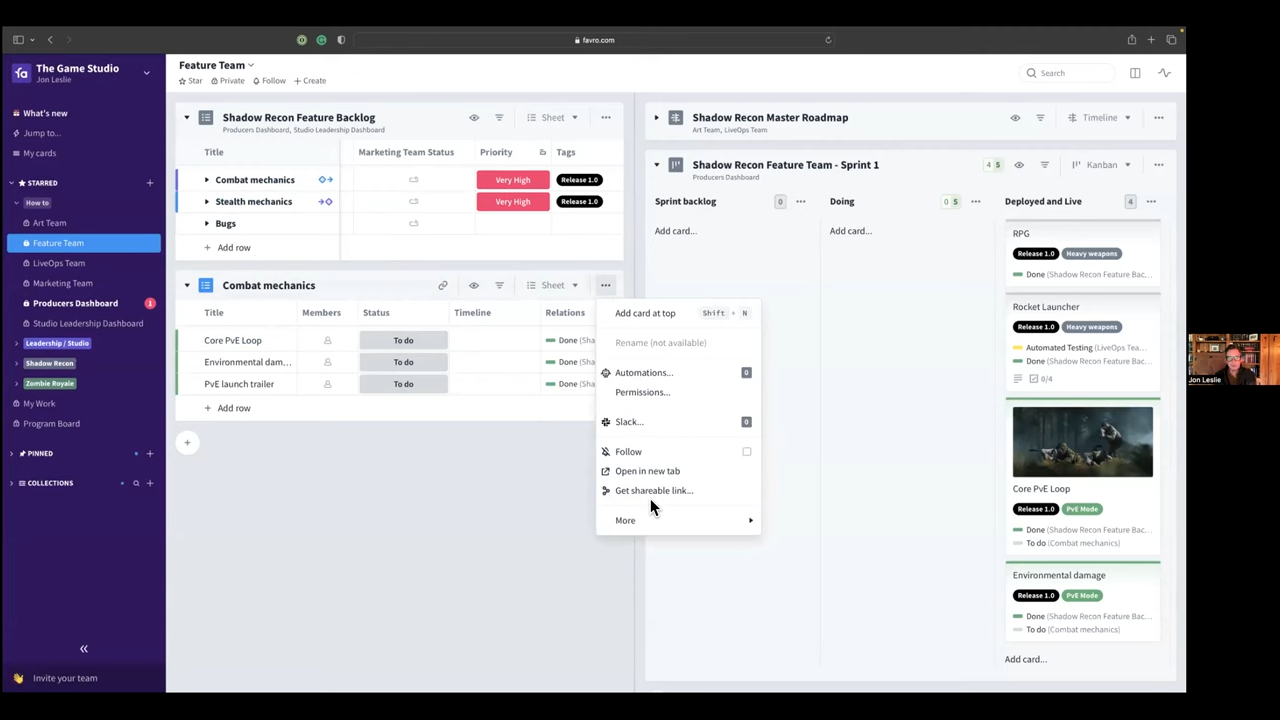 favro.com
The Game Studio
Jon Leslie
What's new
Jump to...
My cards
STARRED
How to
Art Team
Feature Team
LiveOps Team
Marketing Team
Producers Dashboard
1
Studio Leadership Dashboard
Leadership / Studio
Shadow Recon
Zombie Royale
My Work
Program Board
PINNED
COLLECTIONS
Invite your team
Feature Team
Star Private Follow Create
Search
Shadow Recon Feature Backlog
Producers Dashboard, Studio Leadership Dashboard
Sheet
Title Marketing Team Status Priority Tags
Combat mechanics Very High Release 1.0
Stealth mechanics Very High Release 1.0
Bugs
Add row
Combat mechanics
Sheet
Title Members Status Timeline Relations
Core PvE Loop To do Done (Sha
Environmental dam... To do Done (Sha
PvE launch trailer To do Done (Sha
Add row
Add card at top Shift + N
Rename (not available)
Automations... 0
Permissions...
Slack... 0
Follow
Open in new tab
Get shareable link...
More
Shadow Recon Master Roadmap
Art Team, LiveOps Team
Timeline
Shadow Recon Feature Team - Sprint 1
Producers Dashboard
4 5
Kanban
Sprint backlog 0
Add card...
Doing 0 5
Add card...
Deployed and Live 4
RPG
Release 1.0 Heavy weapons
Done (Shadow Recon Feature Bac...
Rocket Launcher
Release 1.0 Heavy weapons
Automated Testing (LiveOps Tea...
Done (Shadow Recon Feature Bac...
0/4
Core PvE Loop
Release 1.0 PvE Mode
Done (Shadow Recon Feature Bac...
To do (Combat mechanics)
Environmental damage
Release 1.0 PvE Mode
Done (Shadow Recon Feature Bac...
To do (Combat mechanics)
Add card...
Jon Leslie